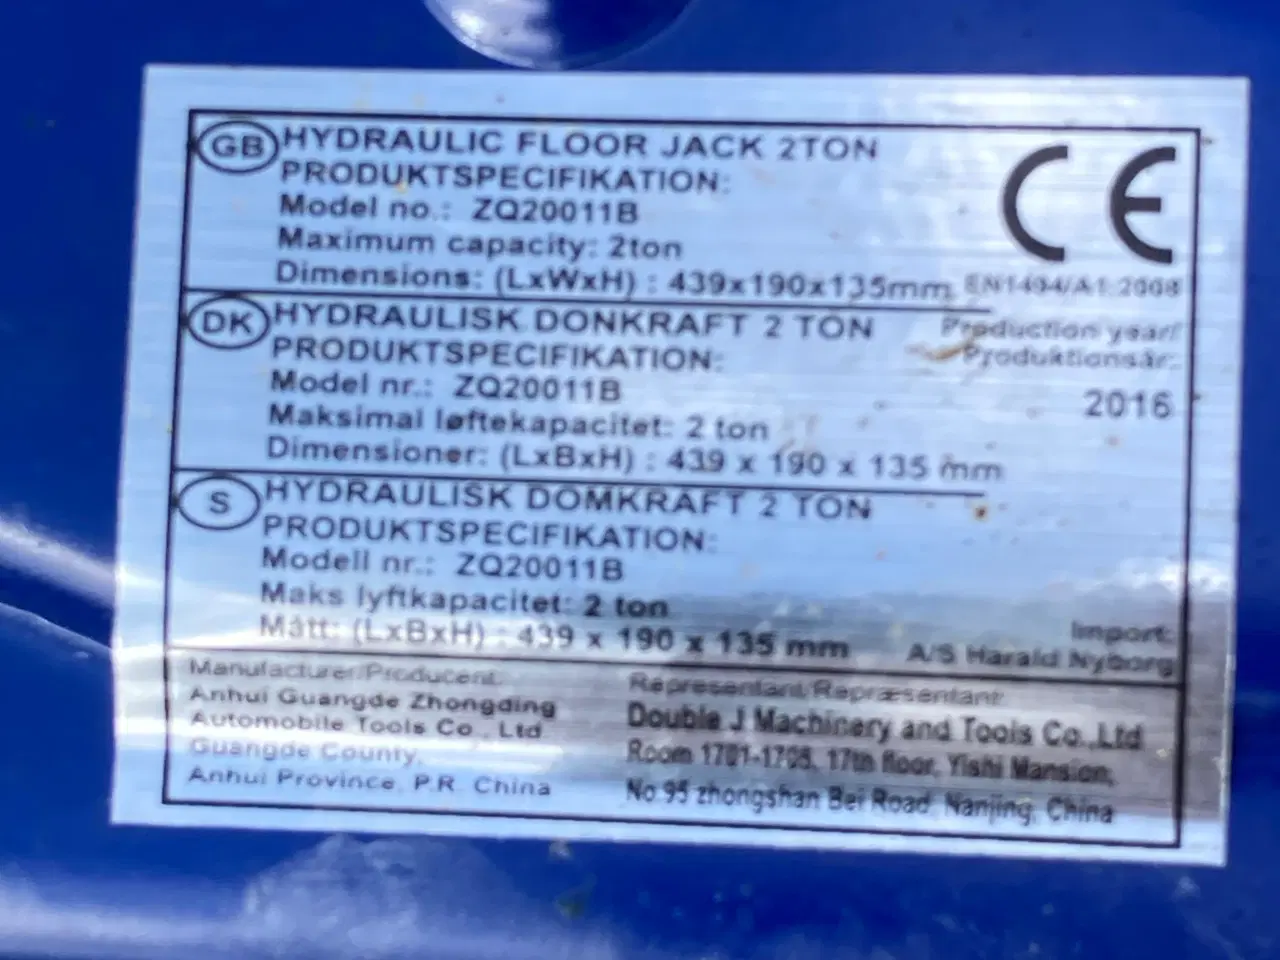 GB HYDRAULIC FLOOR JACK 2TON
PRODUKTSPECIFIKATION:
Model no.: ZQ20011B
Maximum capacity: 2ton
Dimensions: (LxWxH) : 439x190x135mm
CE
EN1494/A1:2008
DK HYDRAULISK DONKRAFT 2 TON
PRODUKTSPECIFIKATION:
Model nr.: ZQ20011B
Maksimal løftekapacitet: 2 ton
Dimensioner: (LxBxH) : 439 x 190 x 135 mm
Production year/
Produktionsår:
2016
S HYDRAULISK DOMKRAFT 2 TON
PRODUKTSPECIFIKATION:
Modell nr.: ZQ20011B
Maks lyftkapacitet: 2 ton
Mått: (LxBxH) : 439 x 190 x 135 mm
Import:
A/S Harald Nyborg
Manufacturer/Producent:
Anhui Guangde Zhongding
Automobile Tools Co., Ltd
Guangde County,
Anhui Province, P.R. China
Representant/Repræsentant:
Double J Machinery and Tools Co.,Ltd
Room 1701-1708, 17th floor, Yishi Mansion,
No.95 zhongshan Bei Road, Nanjing, China